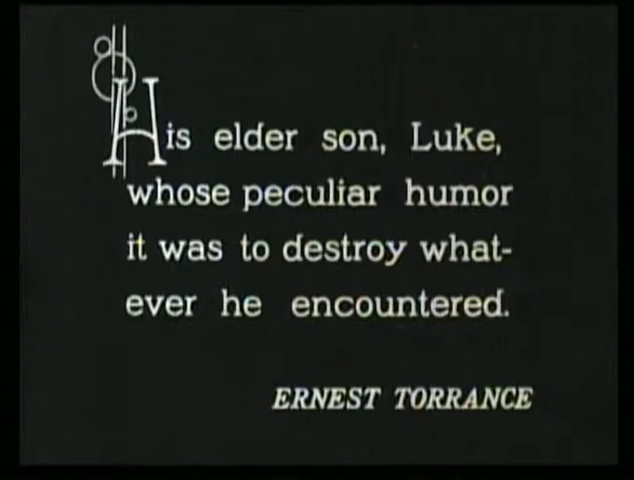 His elder son, Luke,
whose peculiar humor
it was to destroy what-
ever he encountered.
ERNEST TORRANCE